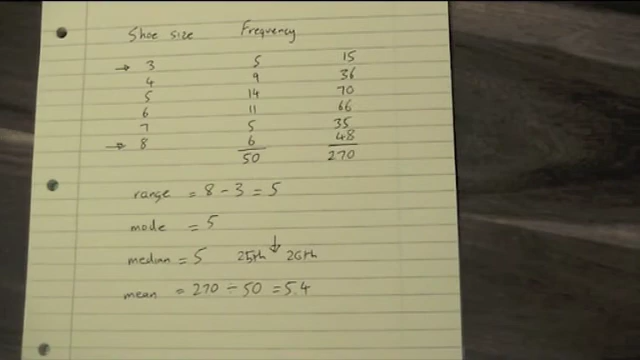 Shoe size Frequency
→ 3 5 15
4 9 36
5 14 70
6 11 66
7 5 35
→ 8 6 48
50 270
range = 8 - 3 = 5
mode = 5
median = 5 25th ↓ 26th
mean = 270 ÷ 50 = 5.4